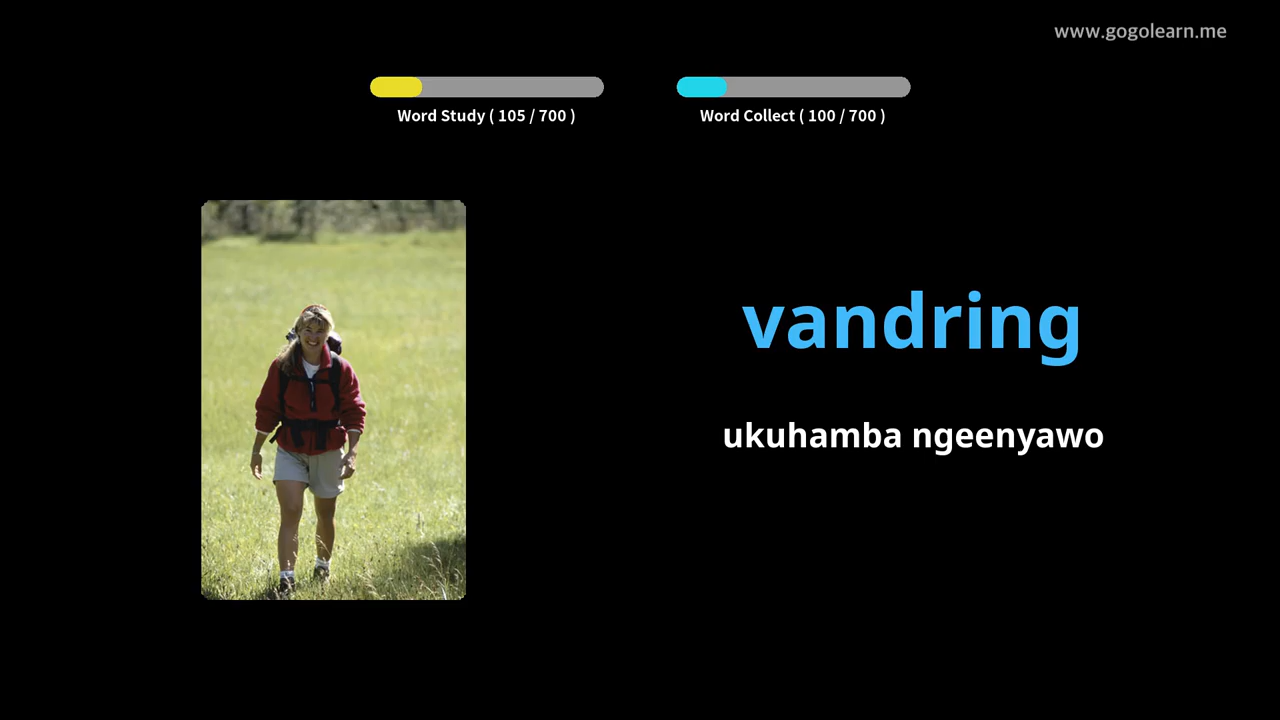 www.gogolearn.me
Word Study ( 105 / 700 )
Word Collect ( 100 / 700 )
vandring
ukuhamba ngeenyawo